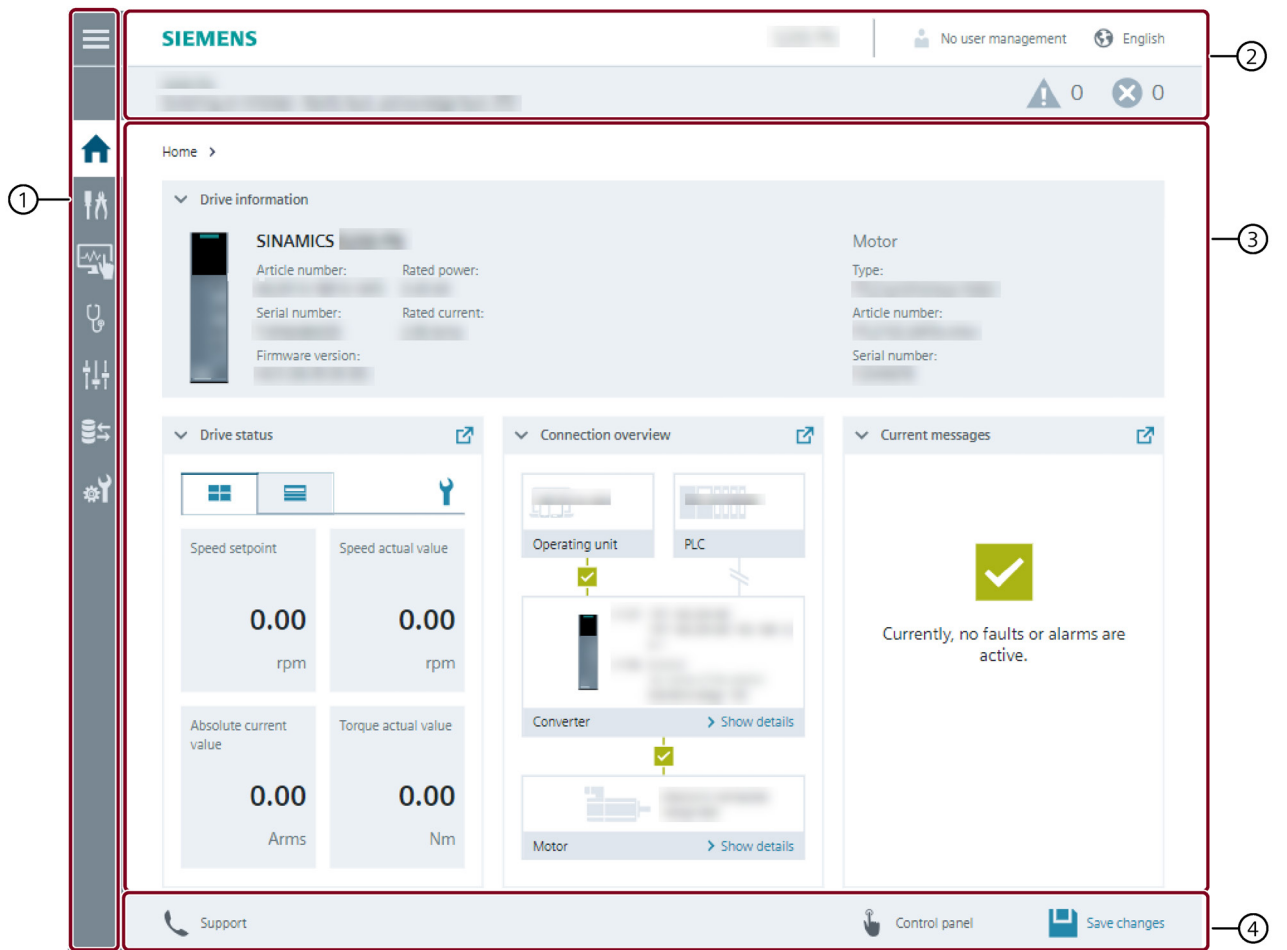 SIEMENS
No user management
English
2
0
0
Home >
1
Drive information
SINAMICS
Motor
3
Article number:
Rated power:
Type:
Serial number:
Rated current:
Article number:
Firmware version:
Serial number:
Drive status
Connection overview
Current messages
Speed setpoint
Speed actual value
0.00
0.00
rpm
rpm
Absolute current
value
Torque actual value
0.00
0.00
Arms
Nm
Operating unit
PLC
Converter
> Show details
Motor
> Show details
Currently, no faults or alarms are
active.
Support
Control panel
Save changes
4